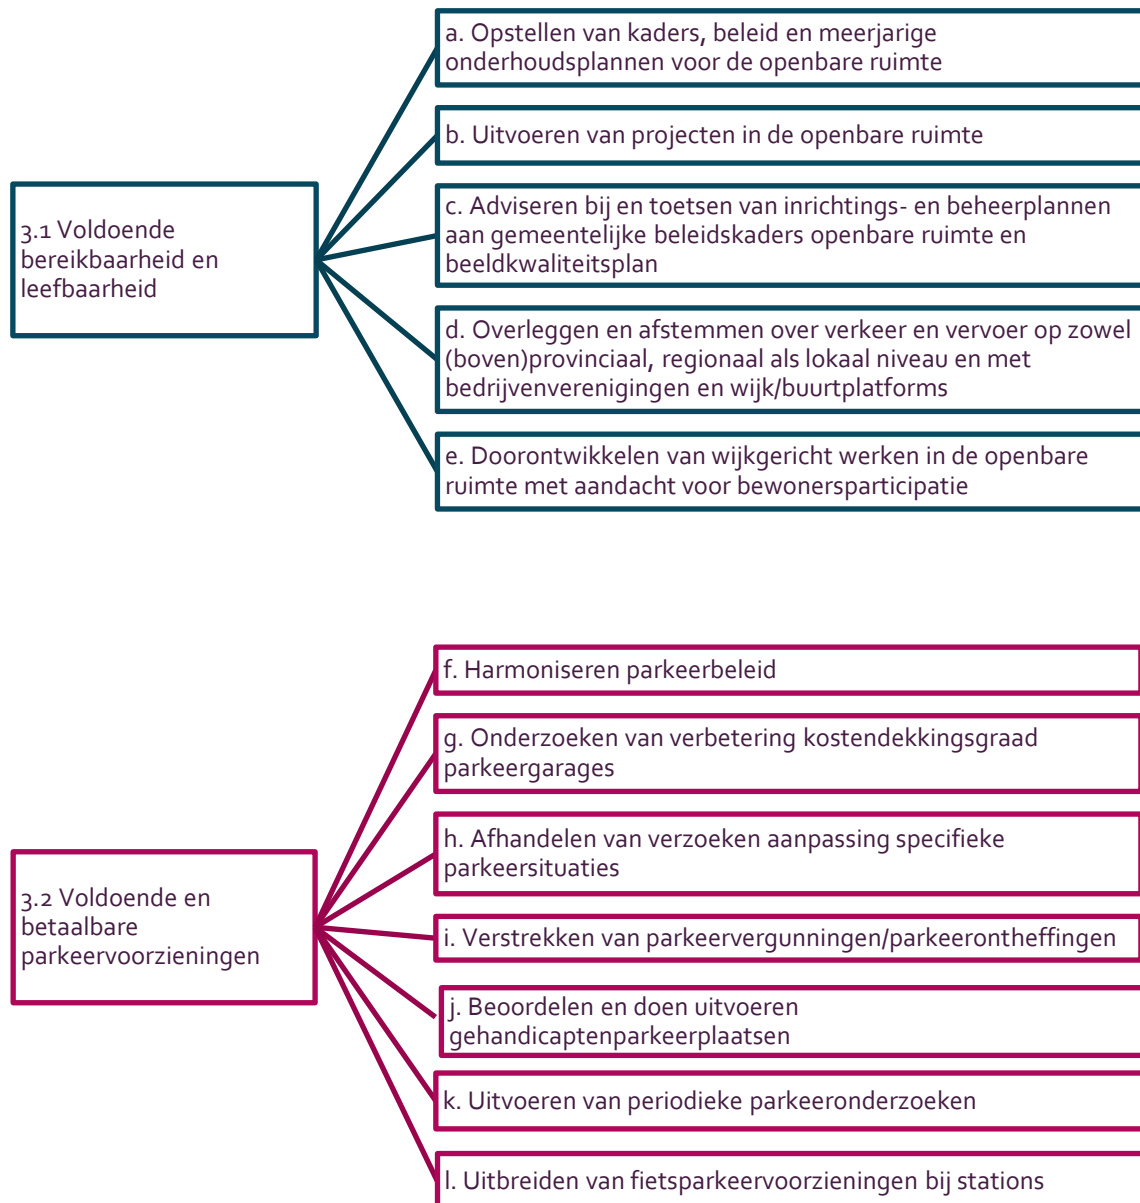 3.1 Voldoende
bereikbaarheid en
leefbaarheid
a. Opstellen van kaders, beleid en meerjarige
onderhoudsplannen voor de openbare ruimte
b. Uitvoeren van projecten in de openbare ruimte
c. Adviseren bij en toetsen van inrichtings- en beheerplannen
aan gemeentelijke beleidskaders openbare ruimte en
beeldkwaliteitsplan
d. Overleggen en afstemmen over verkeer en vervoer op zowel
(boven)provinciaal, regionaal als lokaal niveau en met
bedrijvenverenigingen en wijk/buurtplatforms
e. Doorontwikkelen van wijkgericht werken in de openbare
ruimte met aandacht voor bewonersparticipatie
3.2 Voldoende en
betaalbare
parkeervoorzieningen
f. Harmoniseren parkeerbeleid
g. Onderzoeken van verbetering kostendekkingsgraad
parkeergarages
h. Afhandelen van verzoeken aanpassing specifieke
parkeersituaties
i. Verstrekken van parkeervergunningen/parkeerontheffingen
j. Beoordelen en doen uitvoeren
gehandicaptenparkeerplaatsen
k. Uitvoeren van periodieke parkeeronderzoeken
l. Uitbreiden van fietsparkeervoorzieningen bij stations